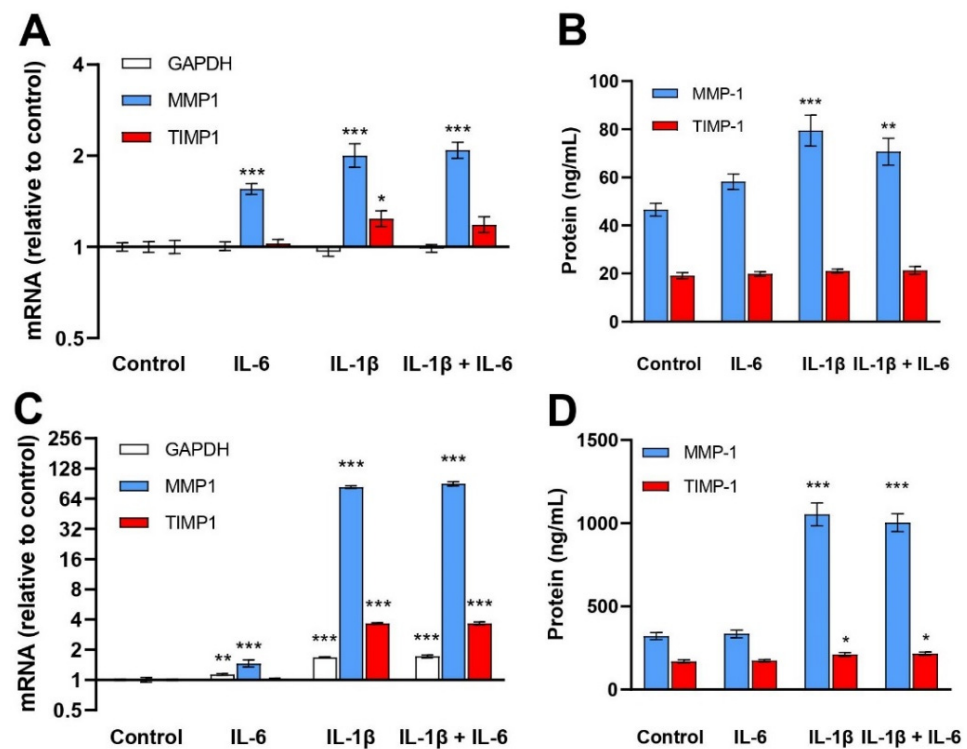 A
mRNA (relative to control)
4
2
1
0.5
GAPDH
MMP1
TIMP1
***
***
*
***
Control
IL-6
IL-1β
IL-1β + IL-6
B
Protein (ng/mL)
100
80
60
40
20
0
MMP-1
TIMP-1
***
**
Control
IL-6
IL-1β
IL-1β + IL-6
C
mRNA (relative to control)
256
128
64
32
16
8
4
2
1
0.5
GAPDH
MMP1
TIMP1
**
***
***
***
***
***
***
***
Control
IL-6
IL-1β
IL-1β + IL-6
D
Protein (ng/mL)
1500
1000
500
0
MMP-1
TIMP-1
***
*
***
*
Control
IL-6
IL-1β
IL-1β + IL-6